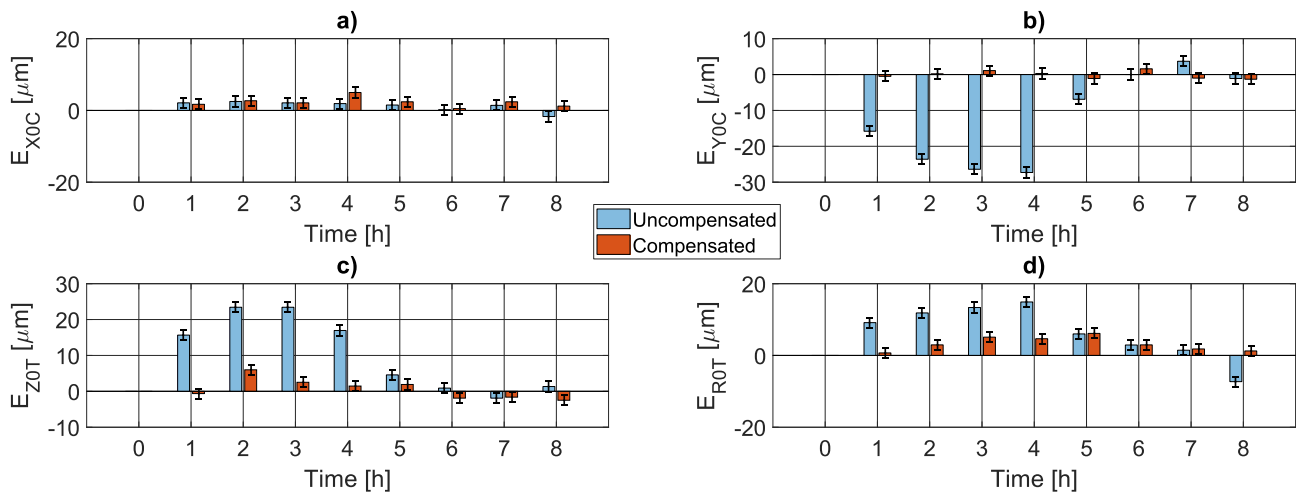 a)
20
0
-20
E_X0C [μm]
0 1 2 3 4 5 6 7 8
Time [h]
b)
10
0
-10
-20
-30
E_Y0C [μm]
0 1 2 3 4 5 6 7 8
Time [h]
Uncompensated
Compensated
c)
30
20
10
0
-10
E_Z0T [μm]
0 1 2 3 4 5 6 7 8
Time [h]
d)
20
0
-20
E_R0T [μm]
0 1 2 3 4 5 6 7 8
Time [h]